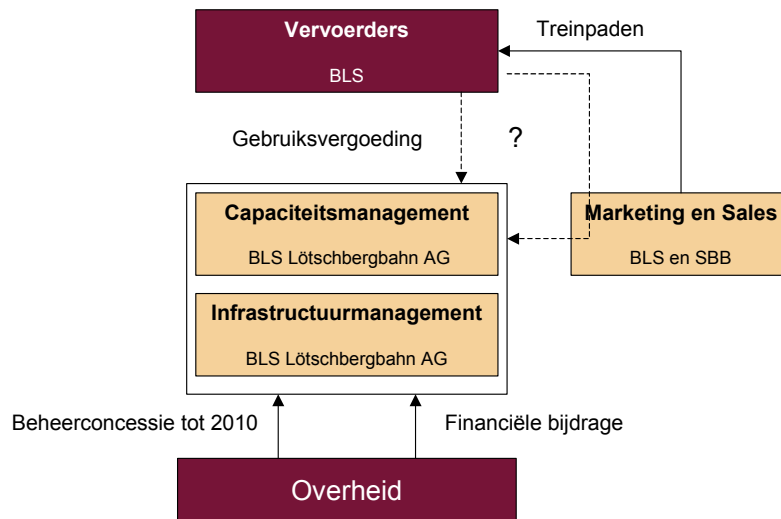 Vervoerders
BLS
Treinpaden
Gebruiksvergoeding
?
Capaciteitsmanagement
BLS Lötschbergbahn AG
Marketing en Sales
BLS en SBB
Infrastructuurmanagement
BLS Lötschbergbahn AG
Beheerconcessie tot 2010
Financiële bijdrage
Overheid